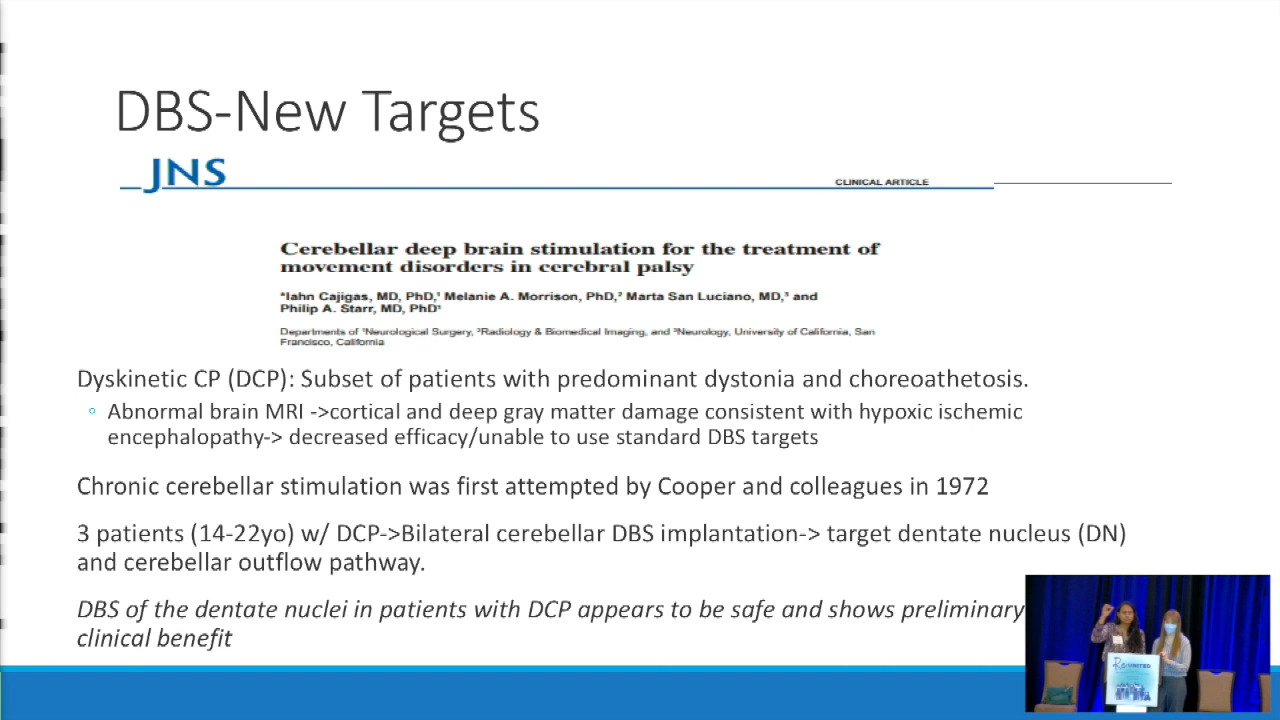 DBS-New Targets
JNS
CLINICAL ARTICLE
Cerebellar deep brain stimulation for the treatment of
movement disorders in cerebral palsy
*Iahn Cajigas, MD, PhD,¹ Melanie A. Morrison, PhD,² Marta San Luciano, MD,³ and
Philip A. Starr, MD, PhD¹
Departments of ¹Neurological Surgery, ²Radiology & Biomedical Imaging, and ³Neurology, University of California, San
Francisco, California
Dyskinetic CP (DCP): Subset of patients with predominant dystonia and choreoathetosis.
◦ Abnormal brain MRI ->cortical and deep gray matter damage consistent with hypoxic ischemic
encephalopathy-> decreased efficacy/unable to use standard DBS targets
Chronic cerebellar stimulation was first attempted by Cooper and colleagues in 1972
3 patients (14-22yo) w/ DCP->Bilateral cerebellar DBS implantation-> target dentate nucleus (DN)
and cerebellar outflow pathway.
DBS of the dentate nuclei in patients with DCP appears to be safe and shows preliminary
clinical benefit
Re-UNITED